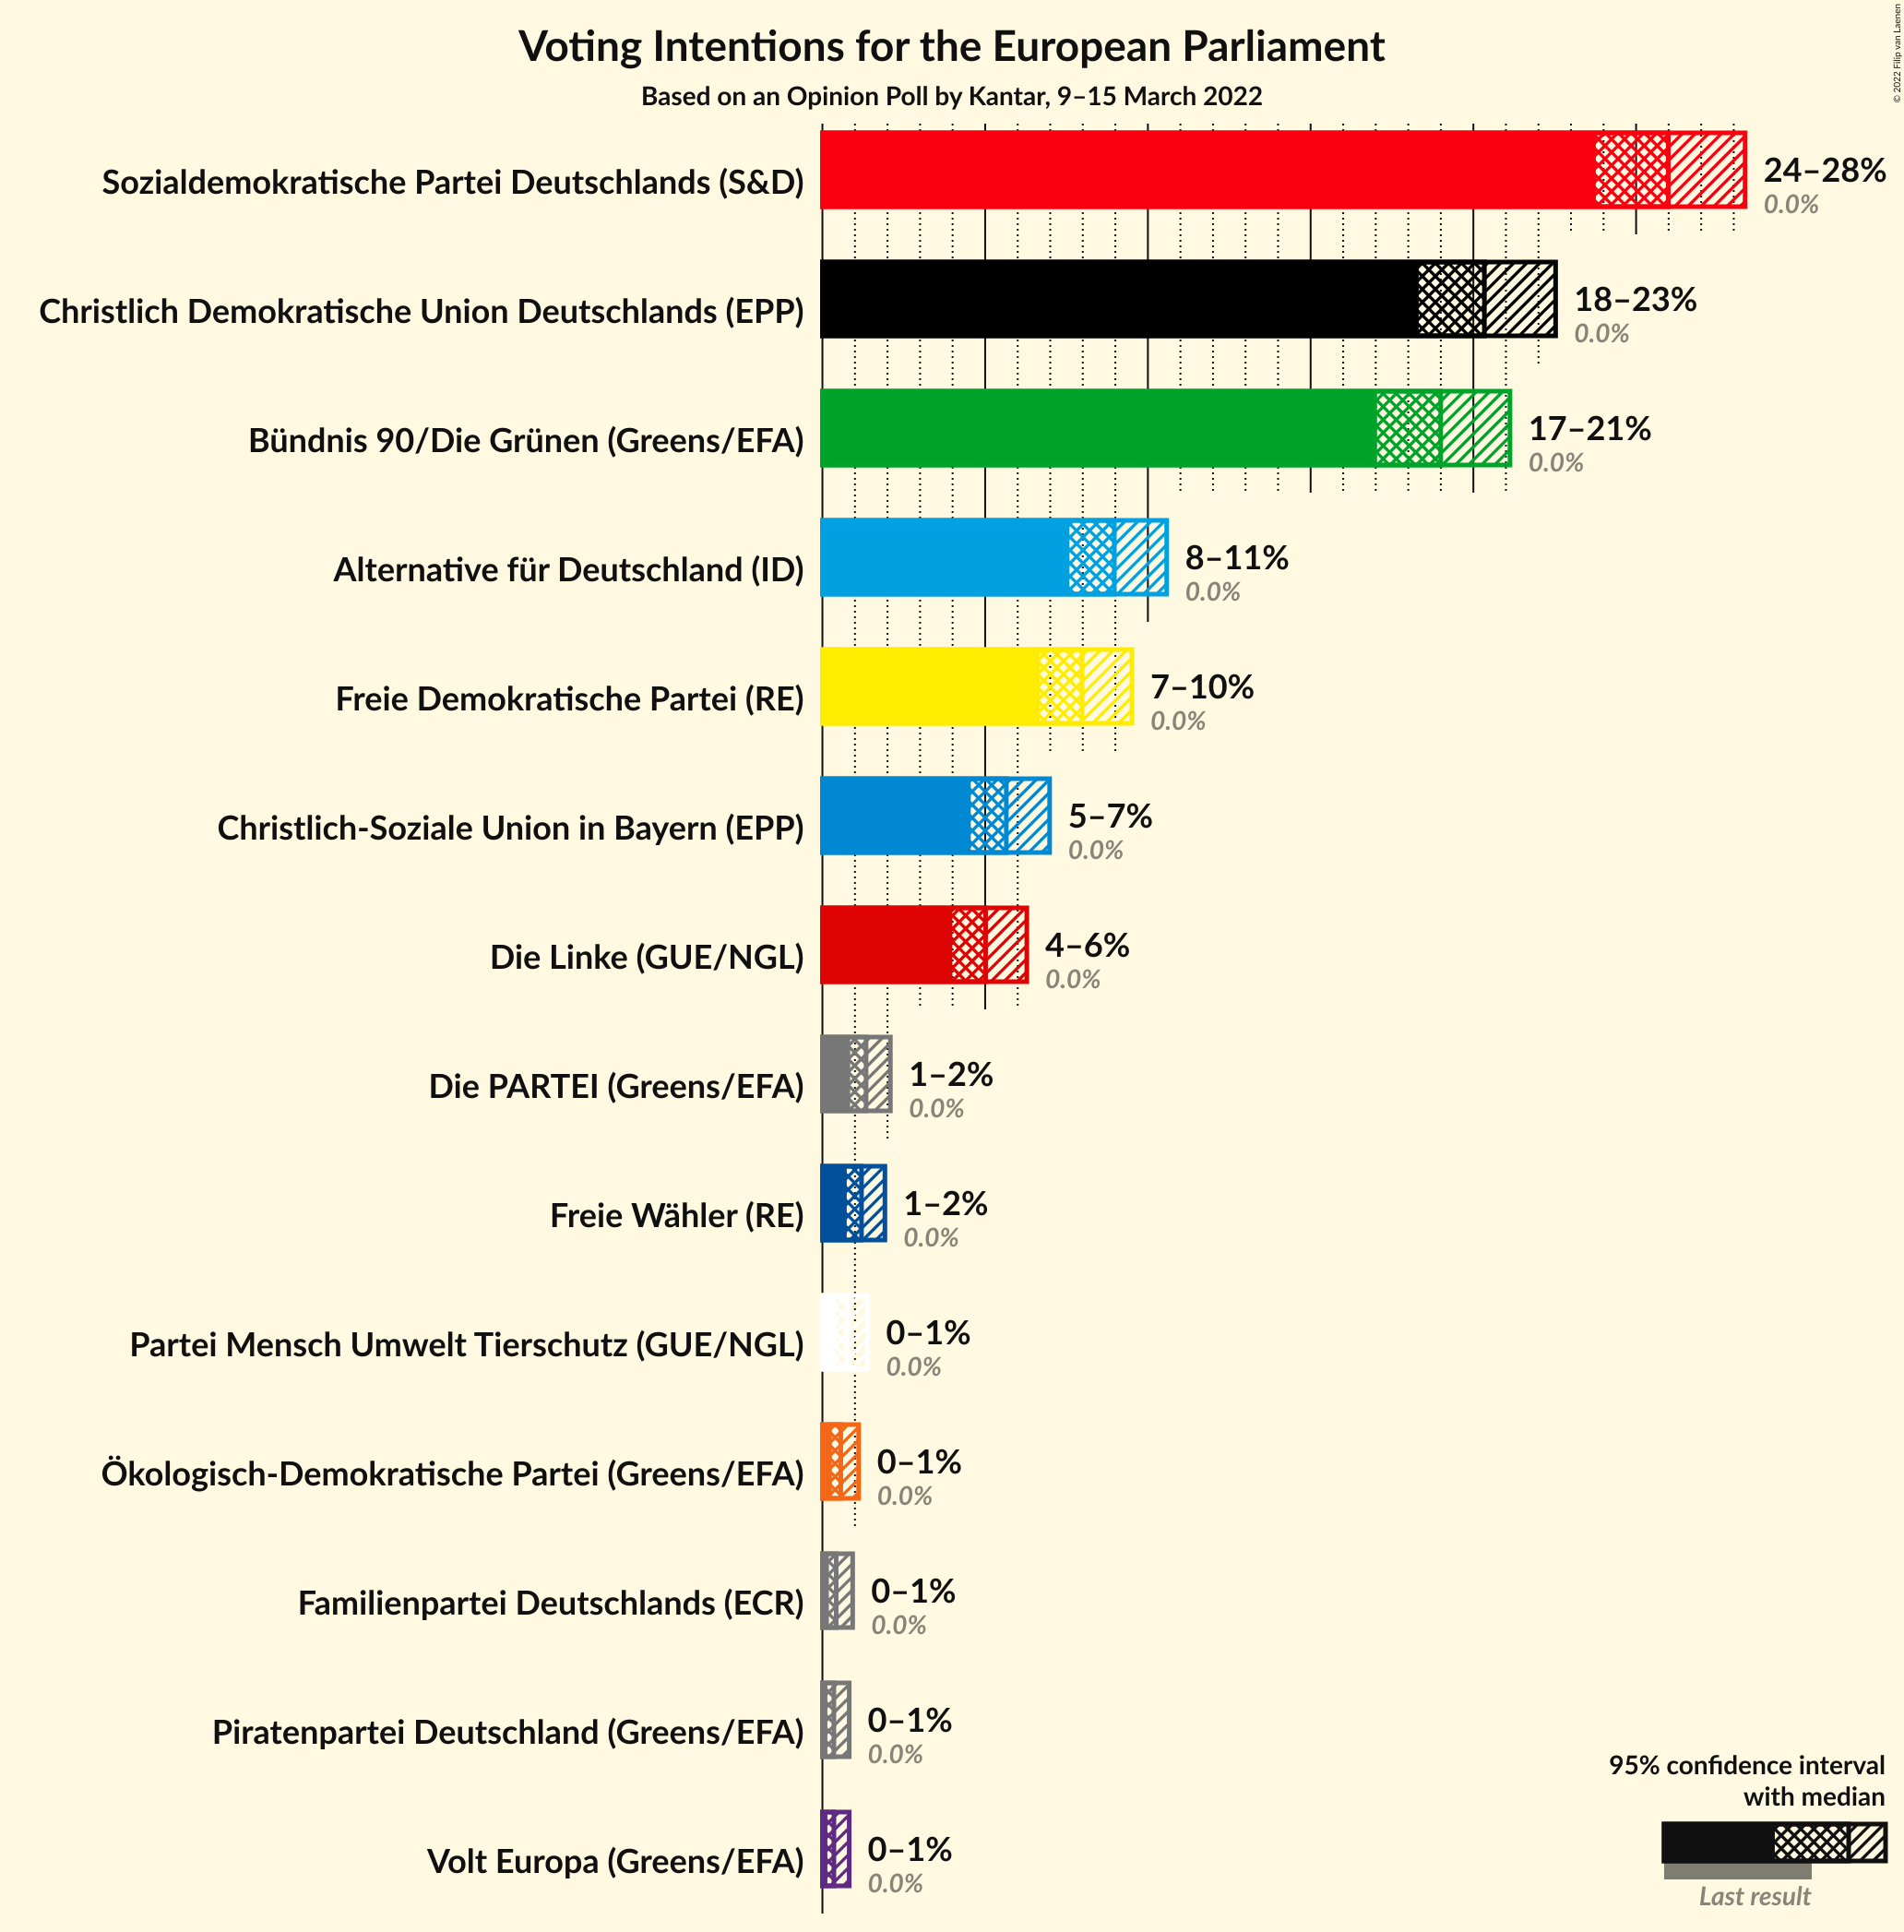 Voting Intentions for the European Parliament
Based on an Opinion Poll by Kantar, 9–15 March 2022
© 2022 Filip van Laenen
Sozialdemokratische Partei Deutschlands (S&D)
24–28%
0.0%
Christlich Demokratische Union Deutschlands (EPP)
18–23%
0.0%
Bündnis 90/Die Grünen (Greens/EFA)
17–21%
0.0%
Alternative für Deutschland (ID)
8–11%
0.0%
Freie Demokratische Partei (RE)
7–10%
0.0%
Christlich-Soziale Union in Bayern (EPP)
5–7%
0.0%
Die Linke (GUE/NGL)
4–6%
0.0%
Die PARTEI (Greens/EFA)
1–2%
0.0%
Freie Wähler (RE)
1–2%
0.0%
Partei Mensch Umwelt Tierschutz (GUE/NGL)
0–1%
0.0%
Ökologisch-Demokratische Partei (Greens/EFA)
0–1%
0.0%
Familienpartei Deutschlands (ECR)
0–1%
0.0%
Piratenpartei Deutschland (Greens/EFA)
0–1%
0.0%
Volt Europa (Greens/EFA)
0–1%
0.0%
95% confidence interval
with median
Last result